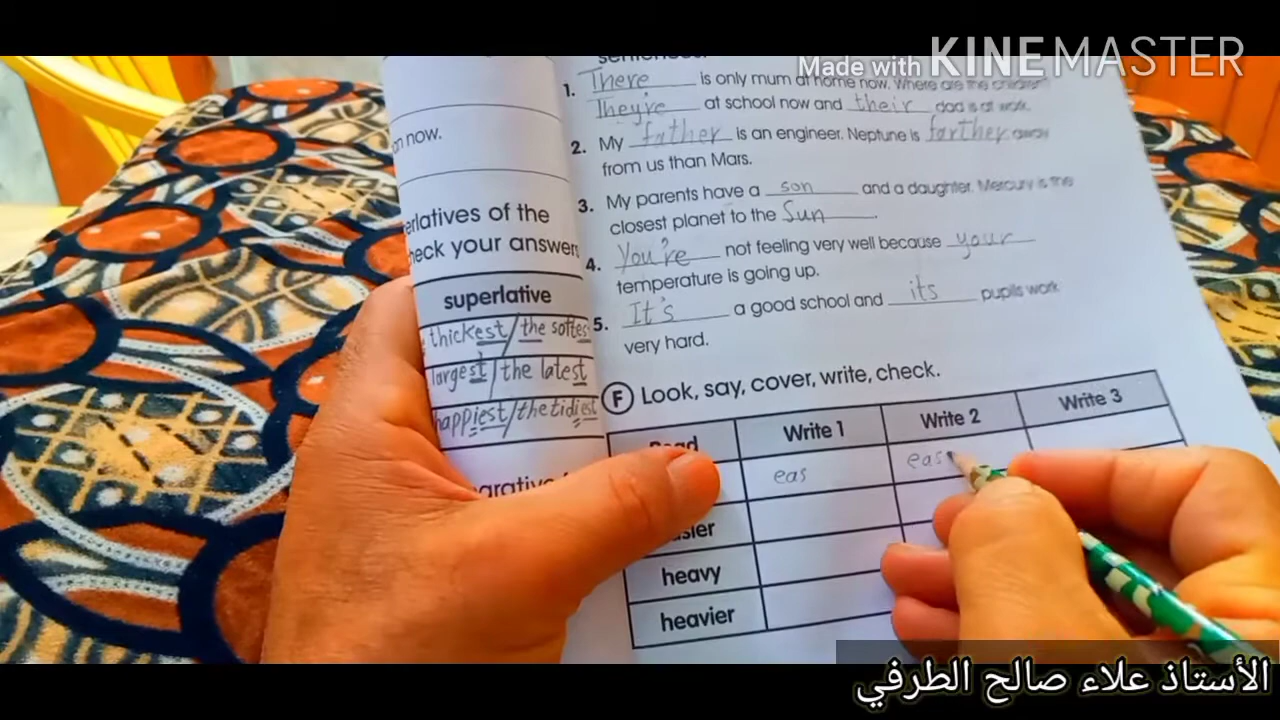 Made with KINEMASTER
sentences.
1. There is only mum at home now. Where are the children?
They're at school now and their dad is at work.
2. My father is an engineer. Neptune is farther away
from us than Mars.
3. My parents have a son and a daughter. Mercury is the
closest planet to the Sun.
4. You're not feeling very well because your
temperature is going up.
5. It's a good school and its pupils work
very hard.
now.
check your answers
superlative
thickest/the
largest/the latest
happiest/the tidiest
F Look, say, cover, write, check.
Read Write 1 Write 2 Write 3
eas eas
heavy
heavier
الأستاذ علاء صالح الطرفي